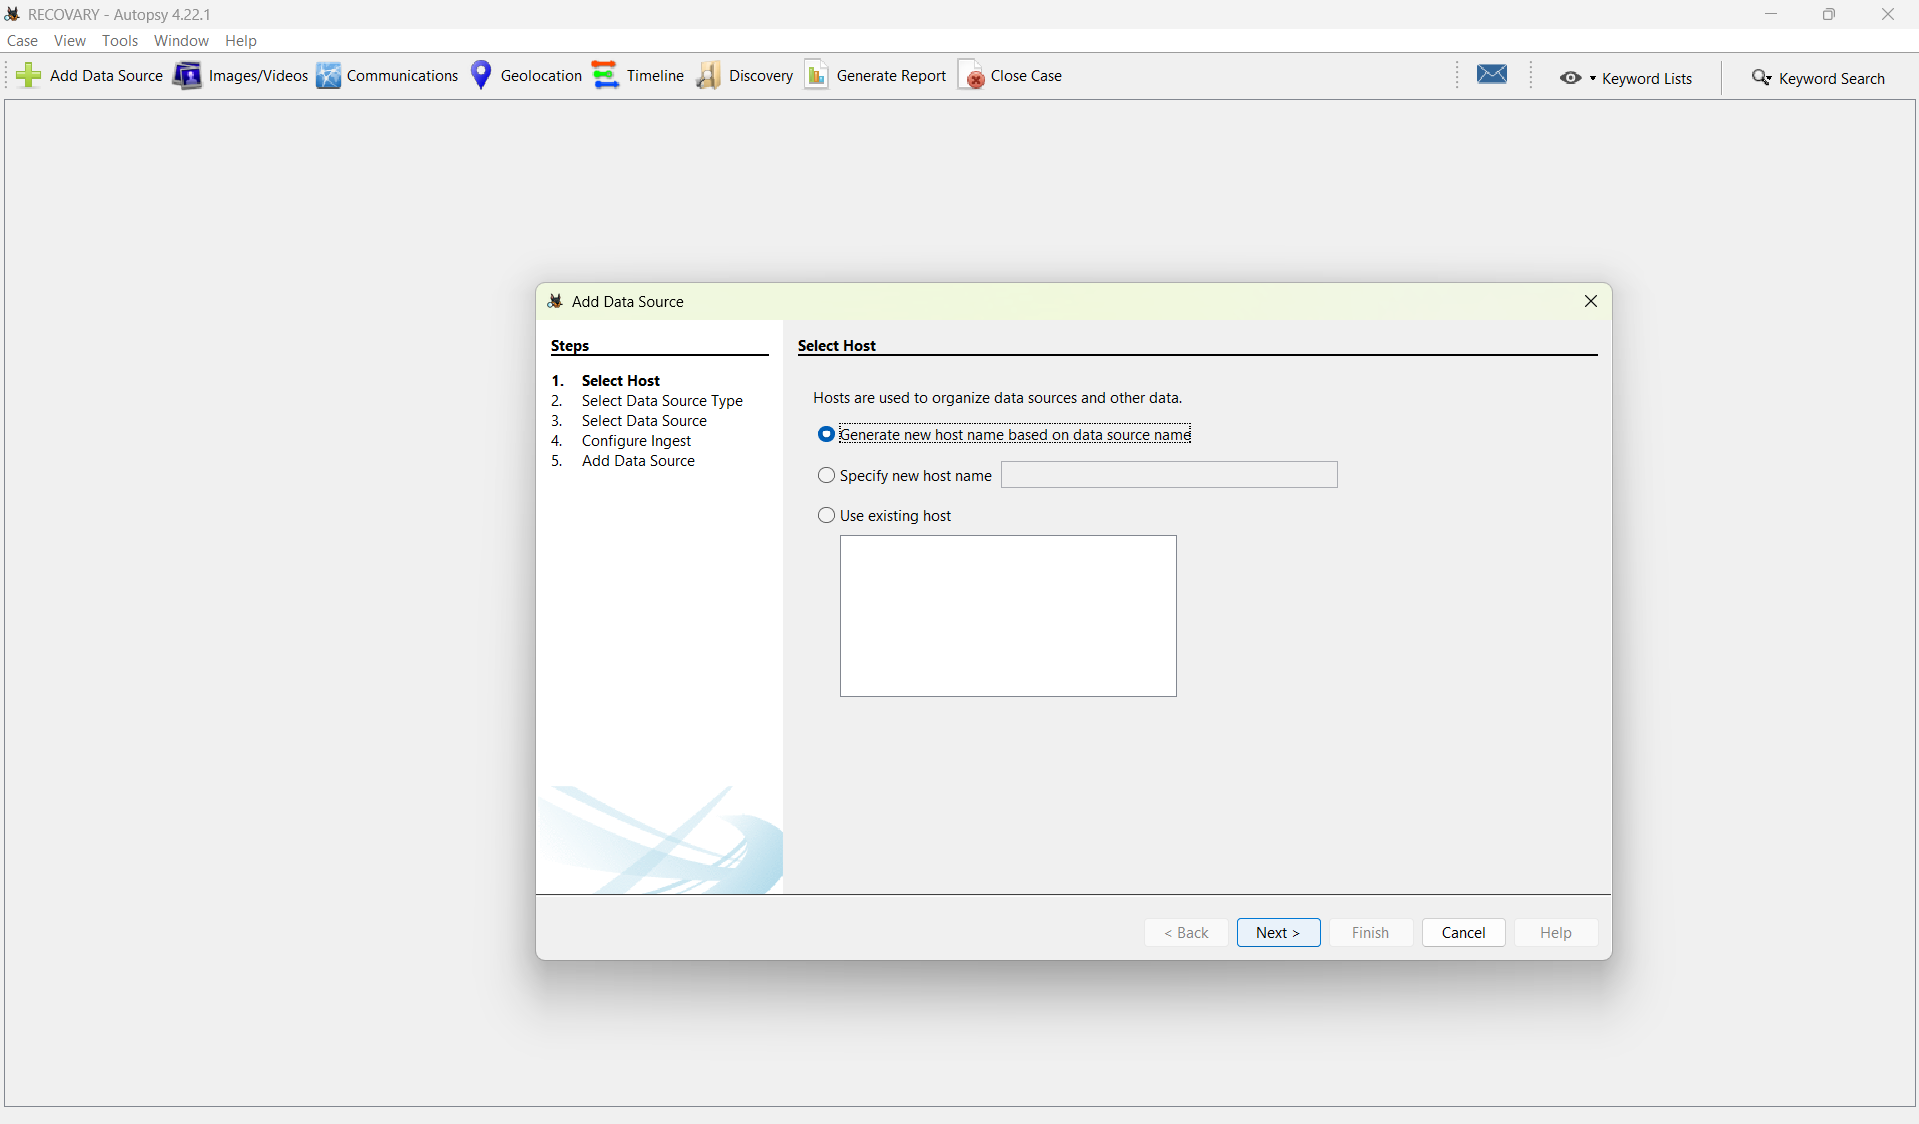 RECOVARY - Autopsy 4.22.1
Case View Tools Window Help
Add Data Source Images/Videos Communications Geolocation Timeline Discovery Generate Report Close Case Keyword Lists Keyword Search
Add Data Source
Steps
1. Select Host
2. Select Data Source Type
3. Select Data Source
4. Configure Ingest
5. Add Data Source
Select Host
Hosts are used to organize data sources and other data.
Generate new host name based on data source name
Specify new host name
Use existing host
< Back Next > Finish Cancel Help